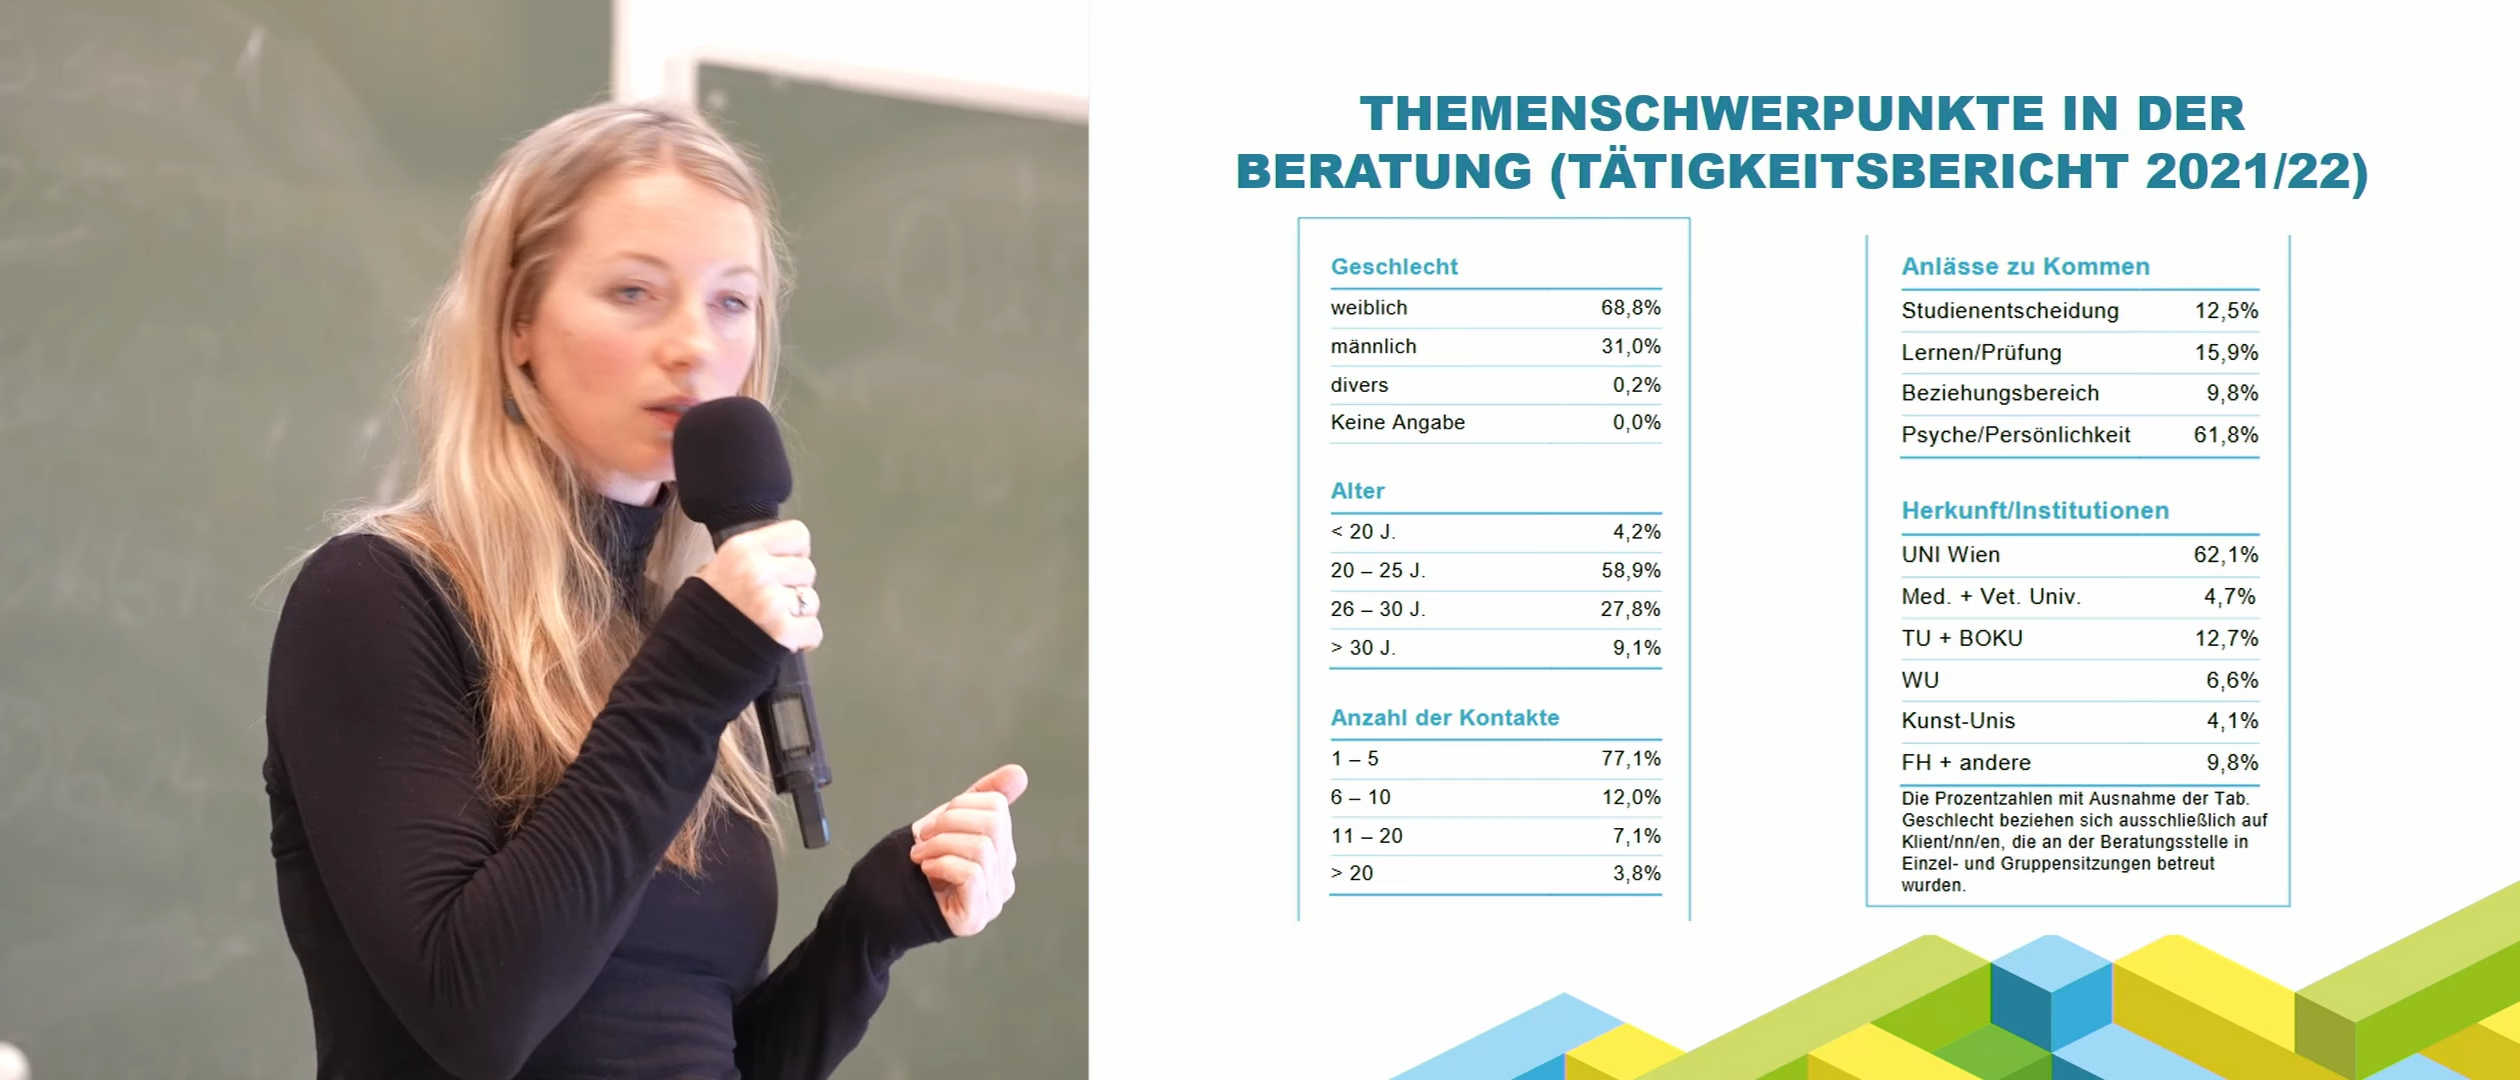 THEMENSCHWERPUNKTE IN DER
BERATUNG (TÄTIGKEITSBERICHT 2021/22)
Geschlecht
weiblich 68,8%
männlich 31,0%
divers 0,2%
Keine Angabe 0,0%
Alter
< 20 J. 4,2%
20 – 25 J. 58,9%
26 – 30 J. 27,8%
> 30 J. 9,1%
Anzahl der Kontakte
1 – 5 77,1%
6 – 10 12,0%
11 – 20 7,1%
> 20 3,8%
Anlässe zu Kommen
Studienentscheidung 12,5%
Lernen/Prüfung 15,9%
Beziehungsbereich 9,8%
Psyche/Persönlichkeit 61,8%
Herkunft/Institutionen
UNI Wien 62,1%
Med. + Vet. Univ. 4,7%
TU + BOKU 12,7%
WU 6,6%
Kunst-Unis 4,1%
FH + andere 9,8%
Die Prozentzahlen mit Ausnahme der Tab.
Geschlecht beziehen sich ausschließlich auf
Klient/nn/en, die an der Beratungsstelle in
Einzel- und Gruppensitzungen betreut
wurden.